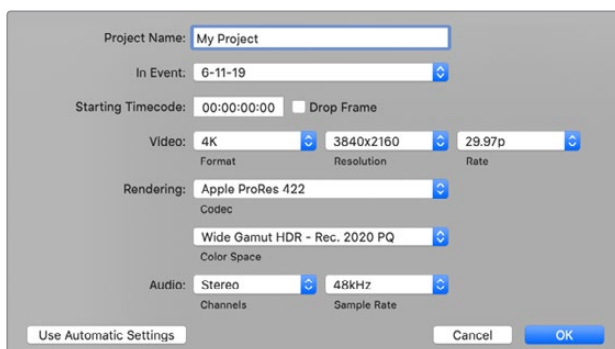 Project Name: My Project
In Event: 6-11-19
Starting Timecode: 00:00:00:00 Drop Frame
Video: 4K 3840x2160 29.97p
Format Resolution Rate
Rendering: Apple ProRes 422
Codec
Wide Gamut HDR - Rec. 2020 PQ
Color Space
Audio: Stereo 48kHz
Channels Sample Rate
Use Automatic Settings Cancel OK